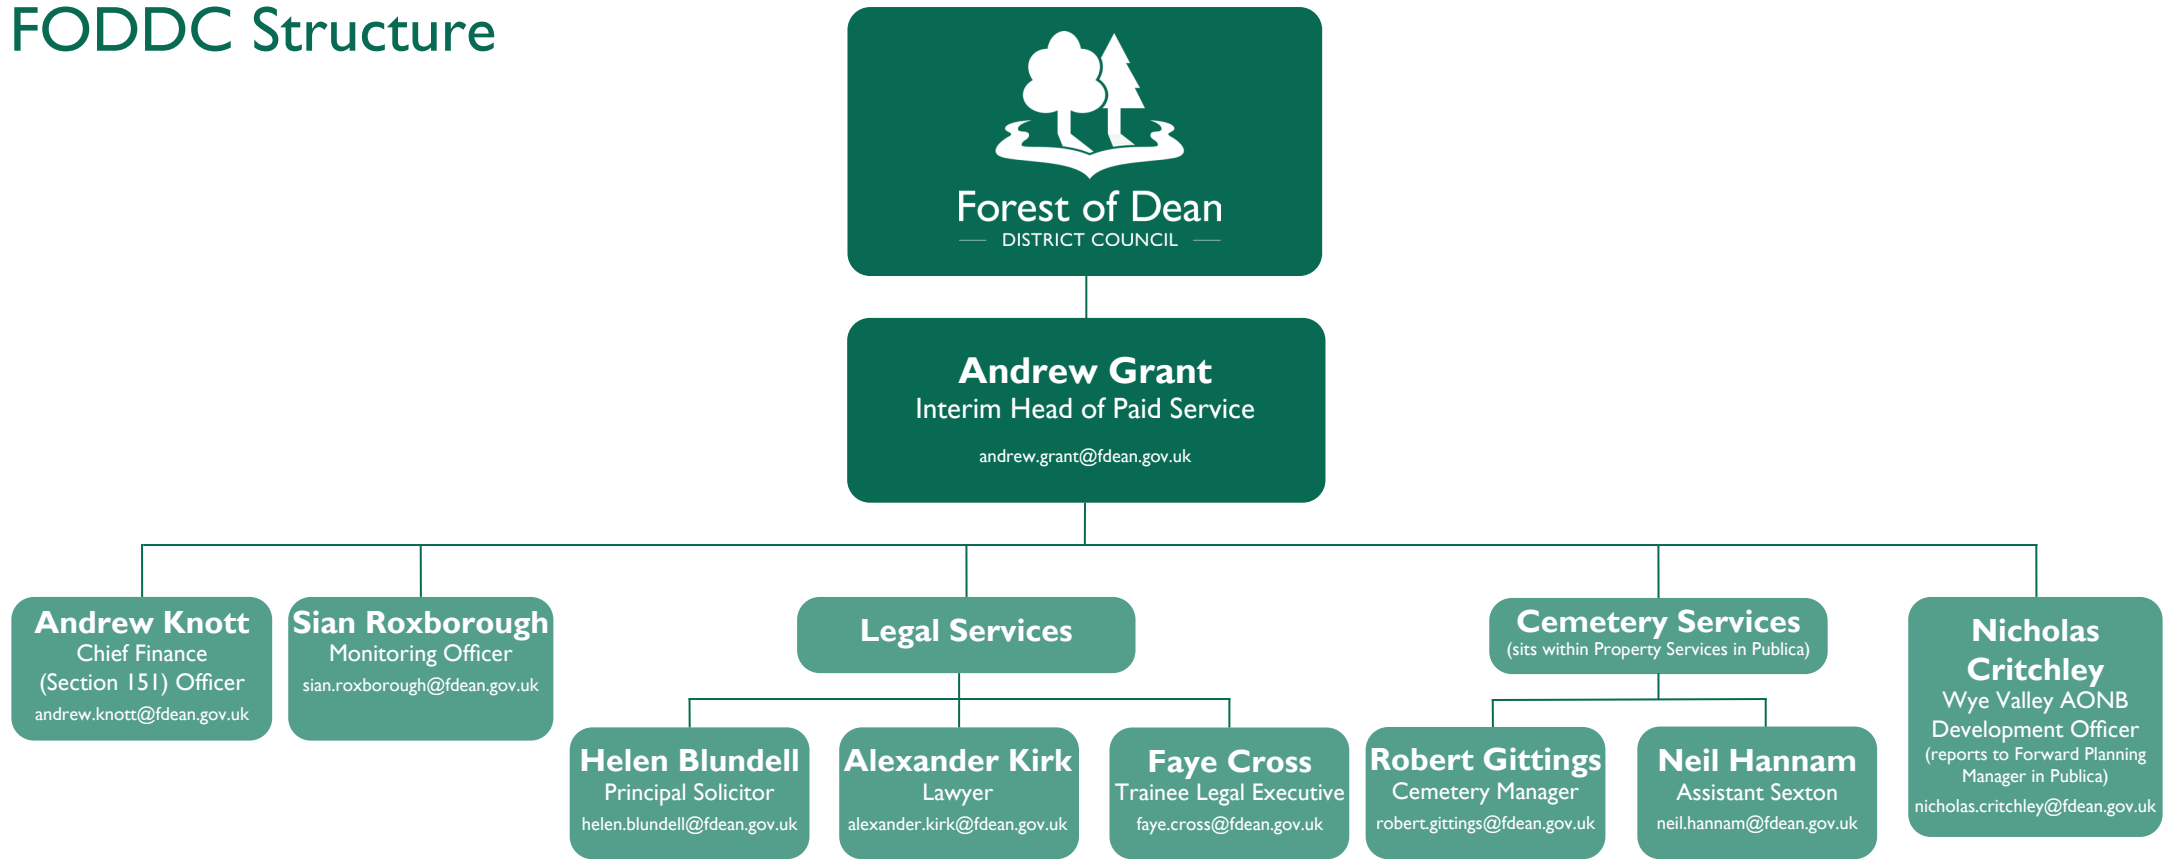 FODDC Structure
Forest of Dean
DISTRICT COUNCIL
Andrew Grant
Interim Head of Paid Service
andrew.grant@fdean.gov.uk
Andrew Knott
Chief Finance
(Section 151) Officer
andrew.knott@fdean.gov.uk
Sian Roxborough
Monitoring Officer
sian.roxborough@fdean.gov.uk
Legal Services
Helen Blundell
Principal Solicitor
helen.blundell@fdean.gov.uk
Alexander Kirk
Lawyer
alexander.kirk@fdean.gov.uk
Faye Cross
Trainee Legal Executive
faye.cross@fdean.gov.uk
Cemetery Services
(sits within Property Services in Publica)
Robert Gittings
Cemetery Manager
robert.gittings@fdean.gov.uk
Neil Hannam
Assistant Sexton
neil.hannam@fdean.gov.uk
Nicholas
Critchley
Wye Valley AONB
Development Officer
(reports to Forward Planning
Manager in Publica)
nicholas.critchley@fdean.gov.uk